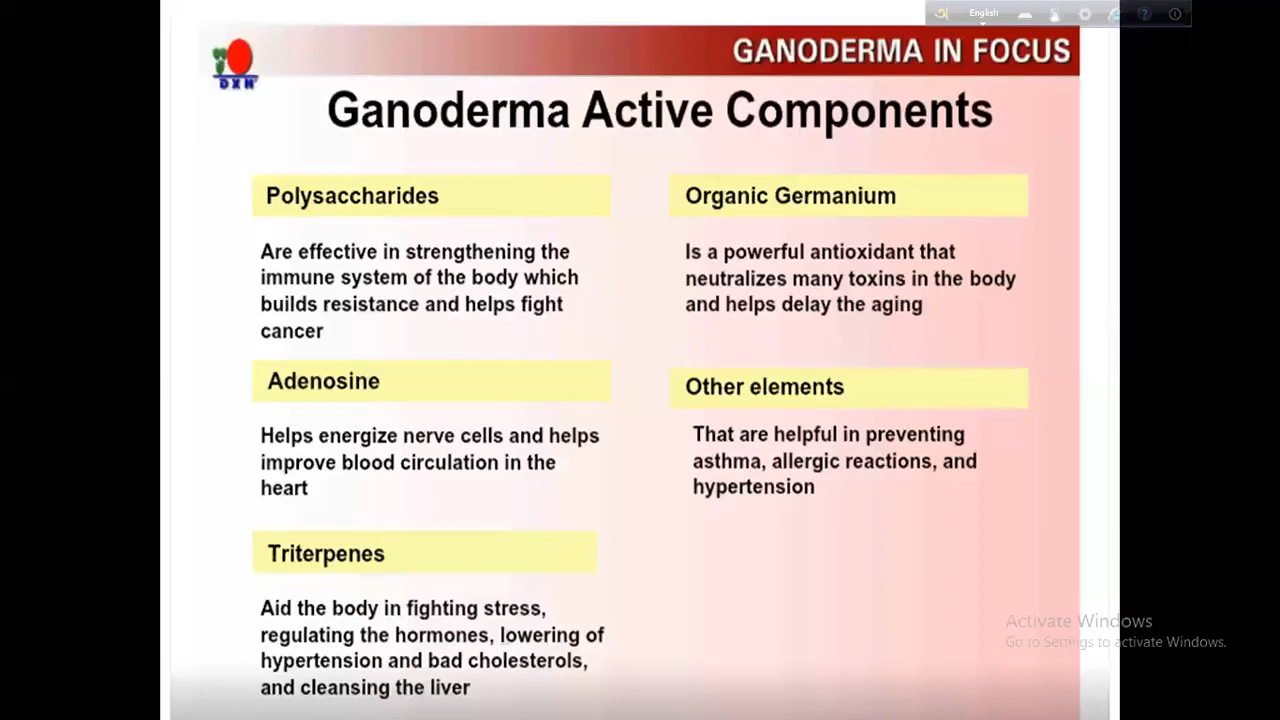 English
GANODERMA IN FOCUS
DXN
Ganoderma Active Components
Polysaccharides
Are effective in strengthening the
immune system of the body which
builds resistance and helps fight
cancer
Adenosine
Helps energize nerve cells and helps
improve blood circulation in the
heart
Triterpenes
Aid the body in fighting stress,
regulating the hormones, lowering of
hypertension and bad cholesterols,
and cleansing the liver
Organic Germanium
Is a powerful antioxidant that
neutralizes many toxins in the body
and helps delay the aging
Other elements
That are helpful in preventing
asthma, allergic reactions, and
hypertension
Activate Windows
Go to Settings to activate Windows.